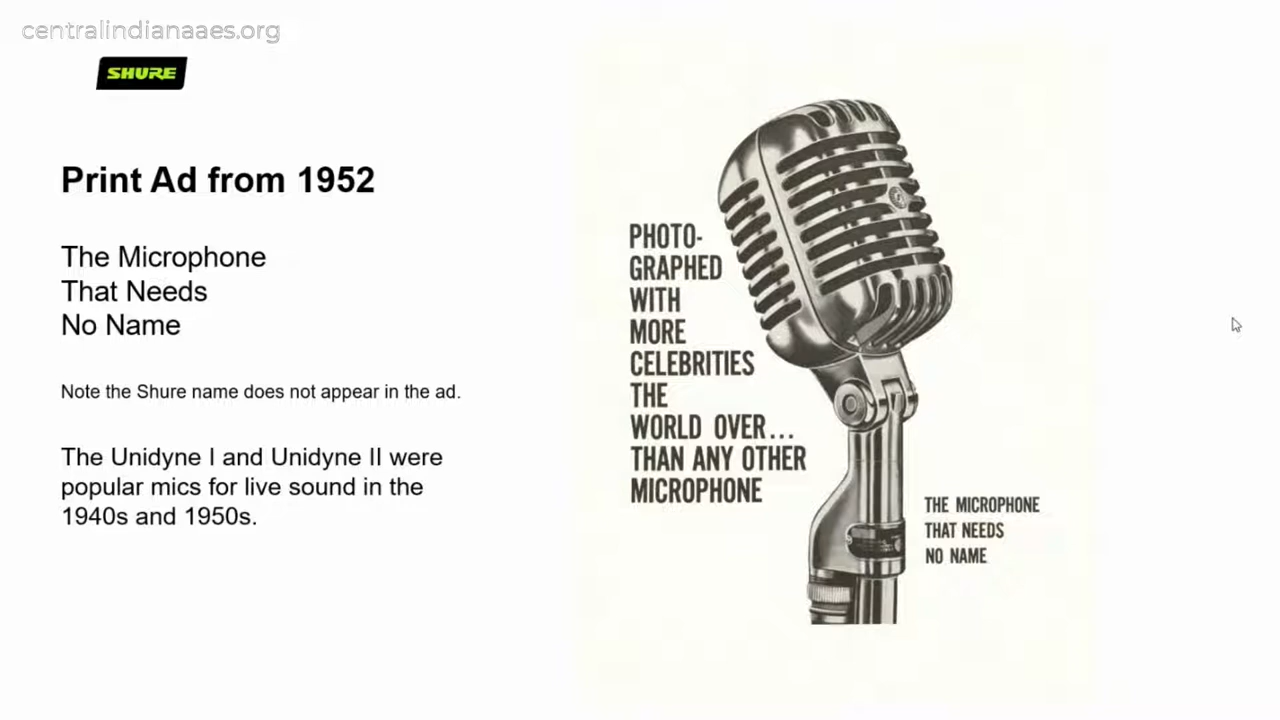 centralindianaaes.org
SHURE
Print Ad from 1952
The Microphone
That Needs
No Name
Note the Shure name does not appear in the ad.
The Unidyne I and Unidyne II were
popular mics for live sound in the
1940s and 1950s.
PHOTO-
GRAPHED
WITH
MORE
CELEBRITIES
THE
WORLD OVER...
THAN ANY OTHER
MICROPHONE
THE MICROPHONE
THAT NEEDS
NO NAME